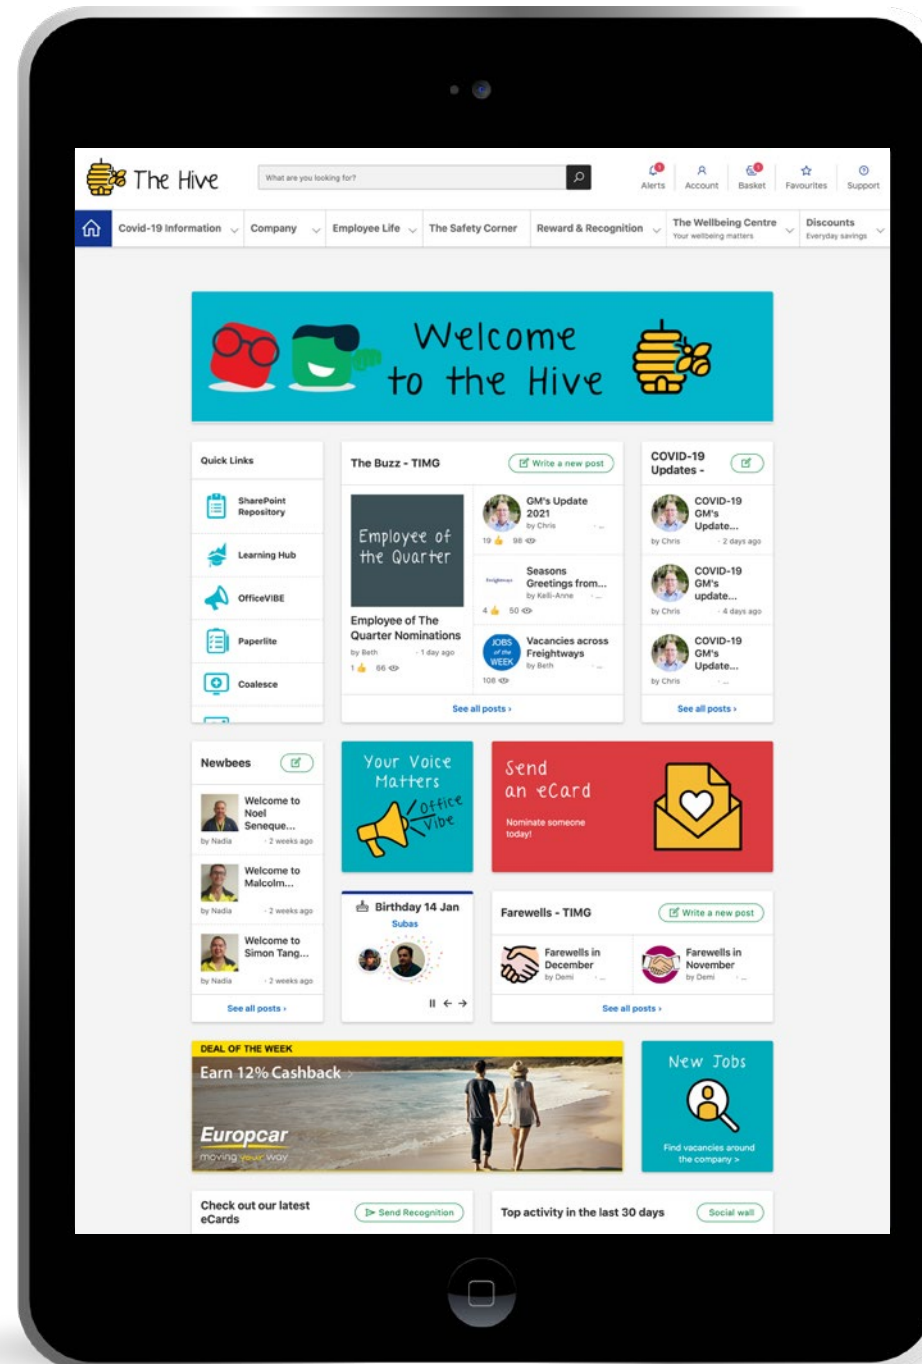 The Hive
What are you looking for?
1
1
Alerts
Account
Basket
Favourites
Support
Covid-19 Information
Company
Employee Life
The Safety Corner
Reward & Recognition
The Wellbeing Centre
Your wellbeing matters
Discounts
Everyday savings
Welcome
to the Hive
Quick Links
SharePoint
Repository
Learning Hub
OfficeVIBE
Paperlite
Coalesce
The Buzz - TIMG
Write a new post
Employee of
the Quarter
Employee of The
Quarter Nominations
by Beth · 1 day ago
1 66
GM's Update
2021
by Chris · ...
19 98
Freightways
Seasons
Greetings from...
by Kelli-Anne · ...
4 50
JOBS
of the
WEEK
Vacancies across
Freightways
by Beth · ...
108
See all posts ›
COVID-19
Updates -
COVID-19
GM's
Update...
by Chris · 2 days ago
COVID-19
GM's
update...
by Chris · 4 days ago
COVID-19
GM's
Update...
by Chris · ...
See all posts ›
Newbees
Welcome to
Noel
Seneque...
by Nadia · 2 weeks ago
Welcome to
Malcolm...
by Nadia · 2 weeks ago
Welcome to
Simon Tang...
by Nadia · 2 weeks ago
See all posts ›
Your Voice
Matters
Office
Vibe
Send
an eCard
Nominate someone
today!
Birthday 14 Jan
Subas
Farewells - TIMG
Write a new post
Farewells in
December
by Demi · ...
Farewells in
November
by Demi · ...
See all posts ›
DEAL OF THE WEEK
Earn 12% Cashback >
Europcar
moving your way
New Jobs
Find vacancies around
the company >
Check out our latest
eCards
Send Recognition
Top activity in the last 30 days
Social wall